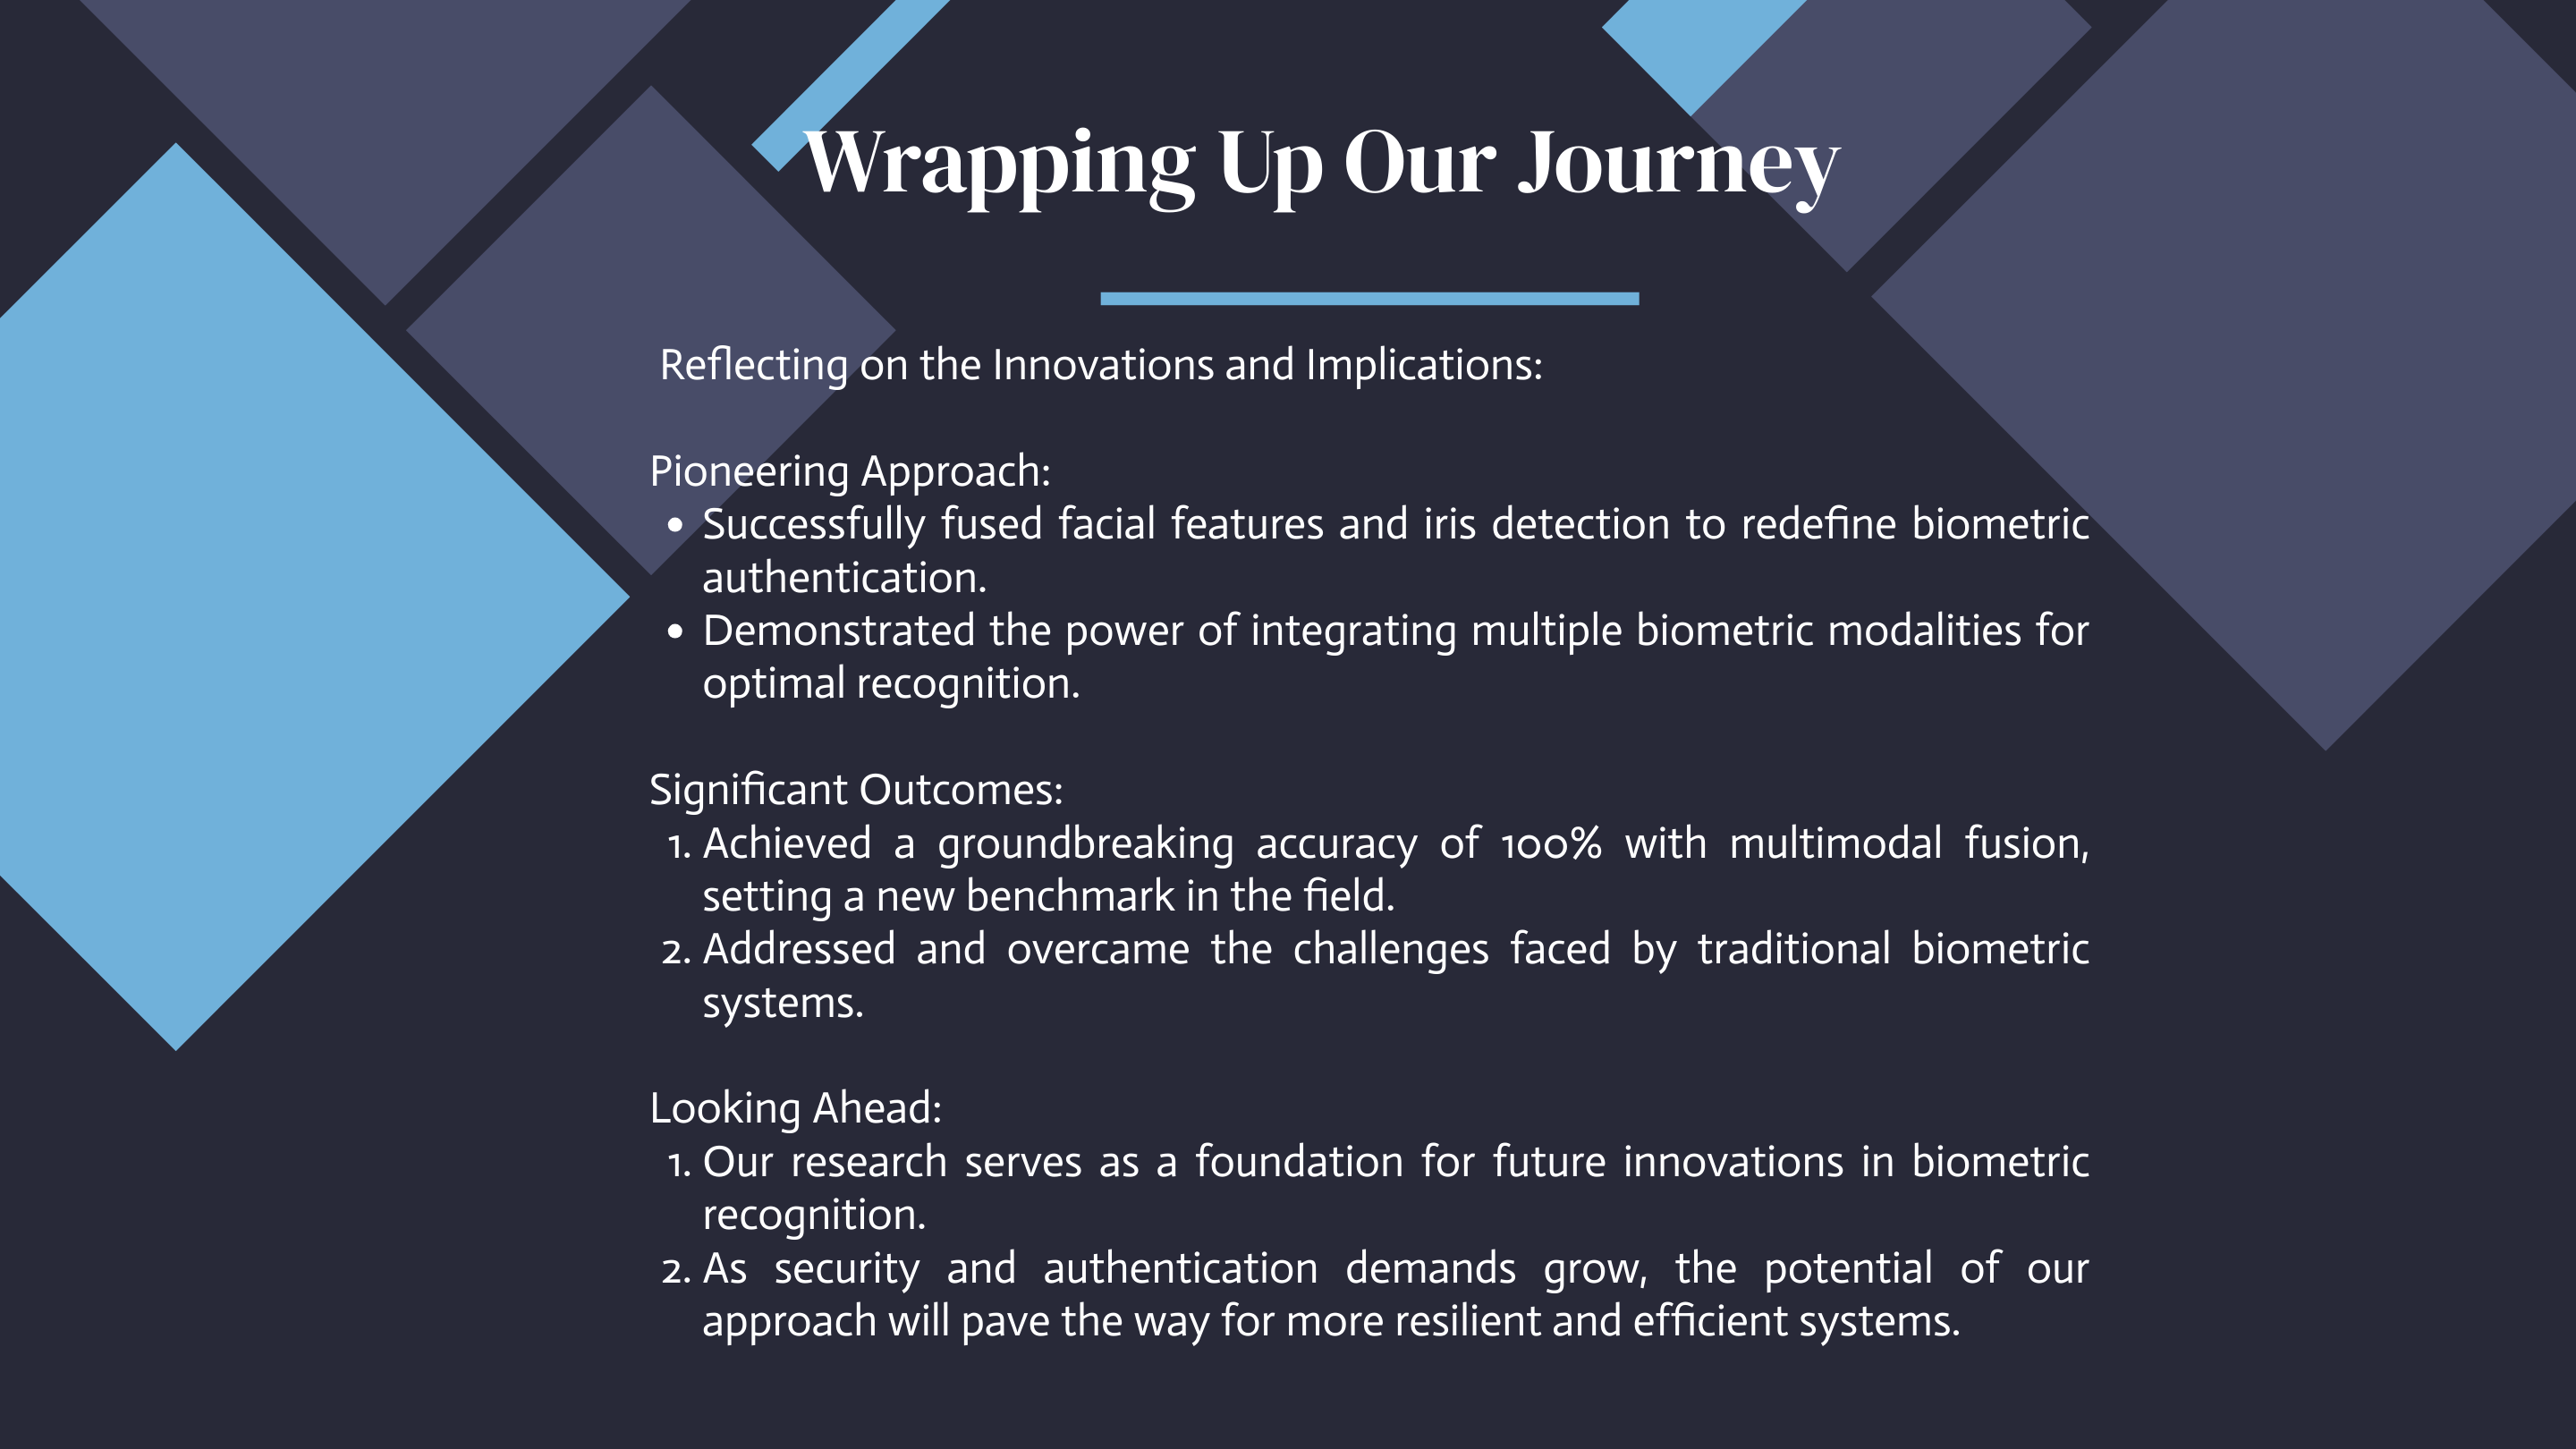 Wrapping Up Our Journey
Reflecting on the Innovations and Implications:
Pioneering Approach:
• Successfully fused facial features and iris detection to redefine biometric
authentication.
• Demonstrated the power of integrating multiple biometric modalities for
optimal recognition.
Significant Outcomes:
1. Achieved a groundbreaking accuracy of 100% with multimodal fusion,
setting a new benchmark in the field.
2. Addressed and overcame the challenges faced by traditional biometric
systems.
Looking Ahead:
1. Our research serves as a foundation for future innovations in biometric
recognition.
2. As security and authentication demands grow, the potential of our
approach will pave the way for more resilient and efficient systems.